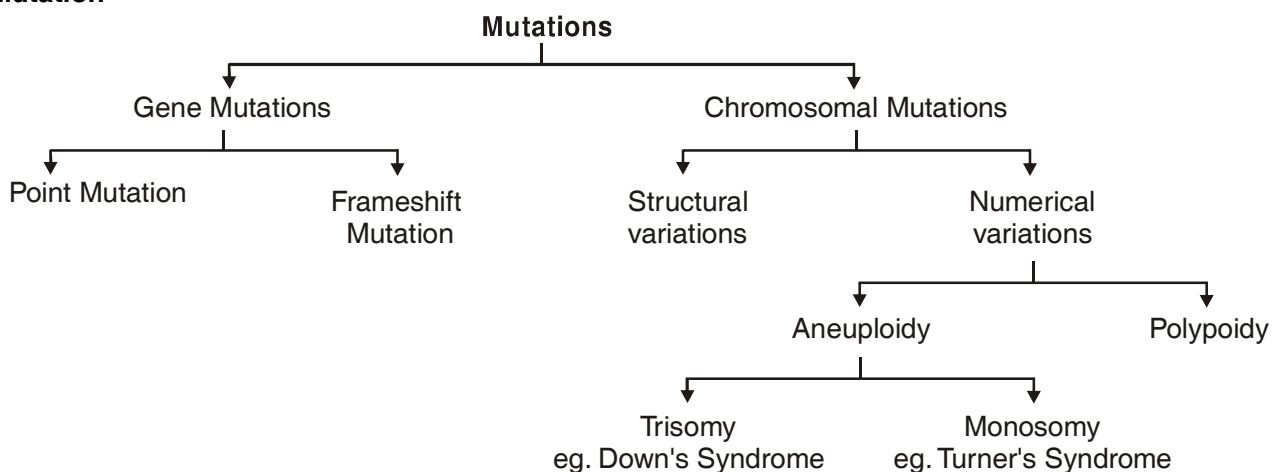 Mutations
Gene Mutations
Chromosomal Mutations
Point Mutation
Frameshift
Mutation
Structural
variations
Numerical
variations
Aneuploidy
Polypoidy
Trisomy
eg. Down's Syndrome
Monosomy
eg. Turner's Syndrome